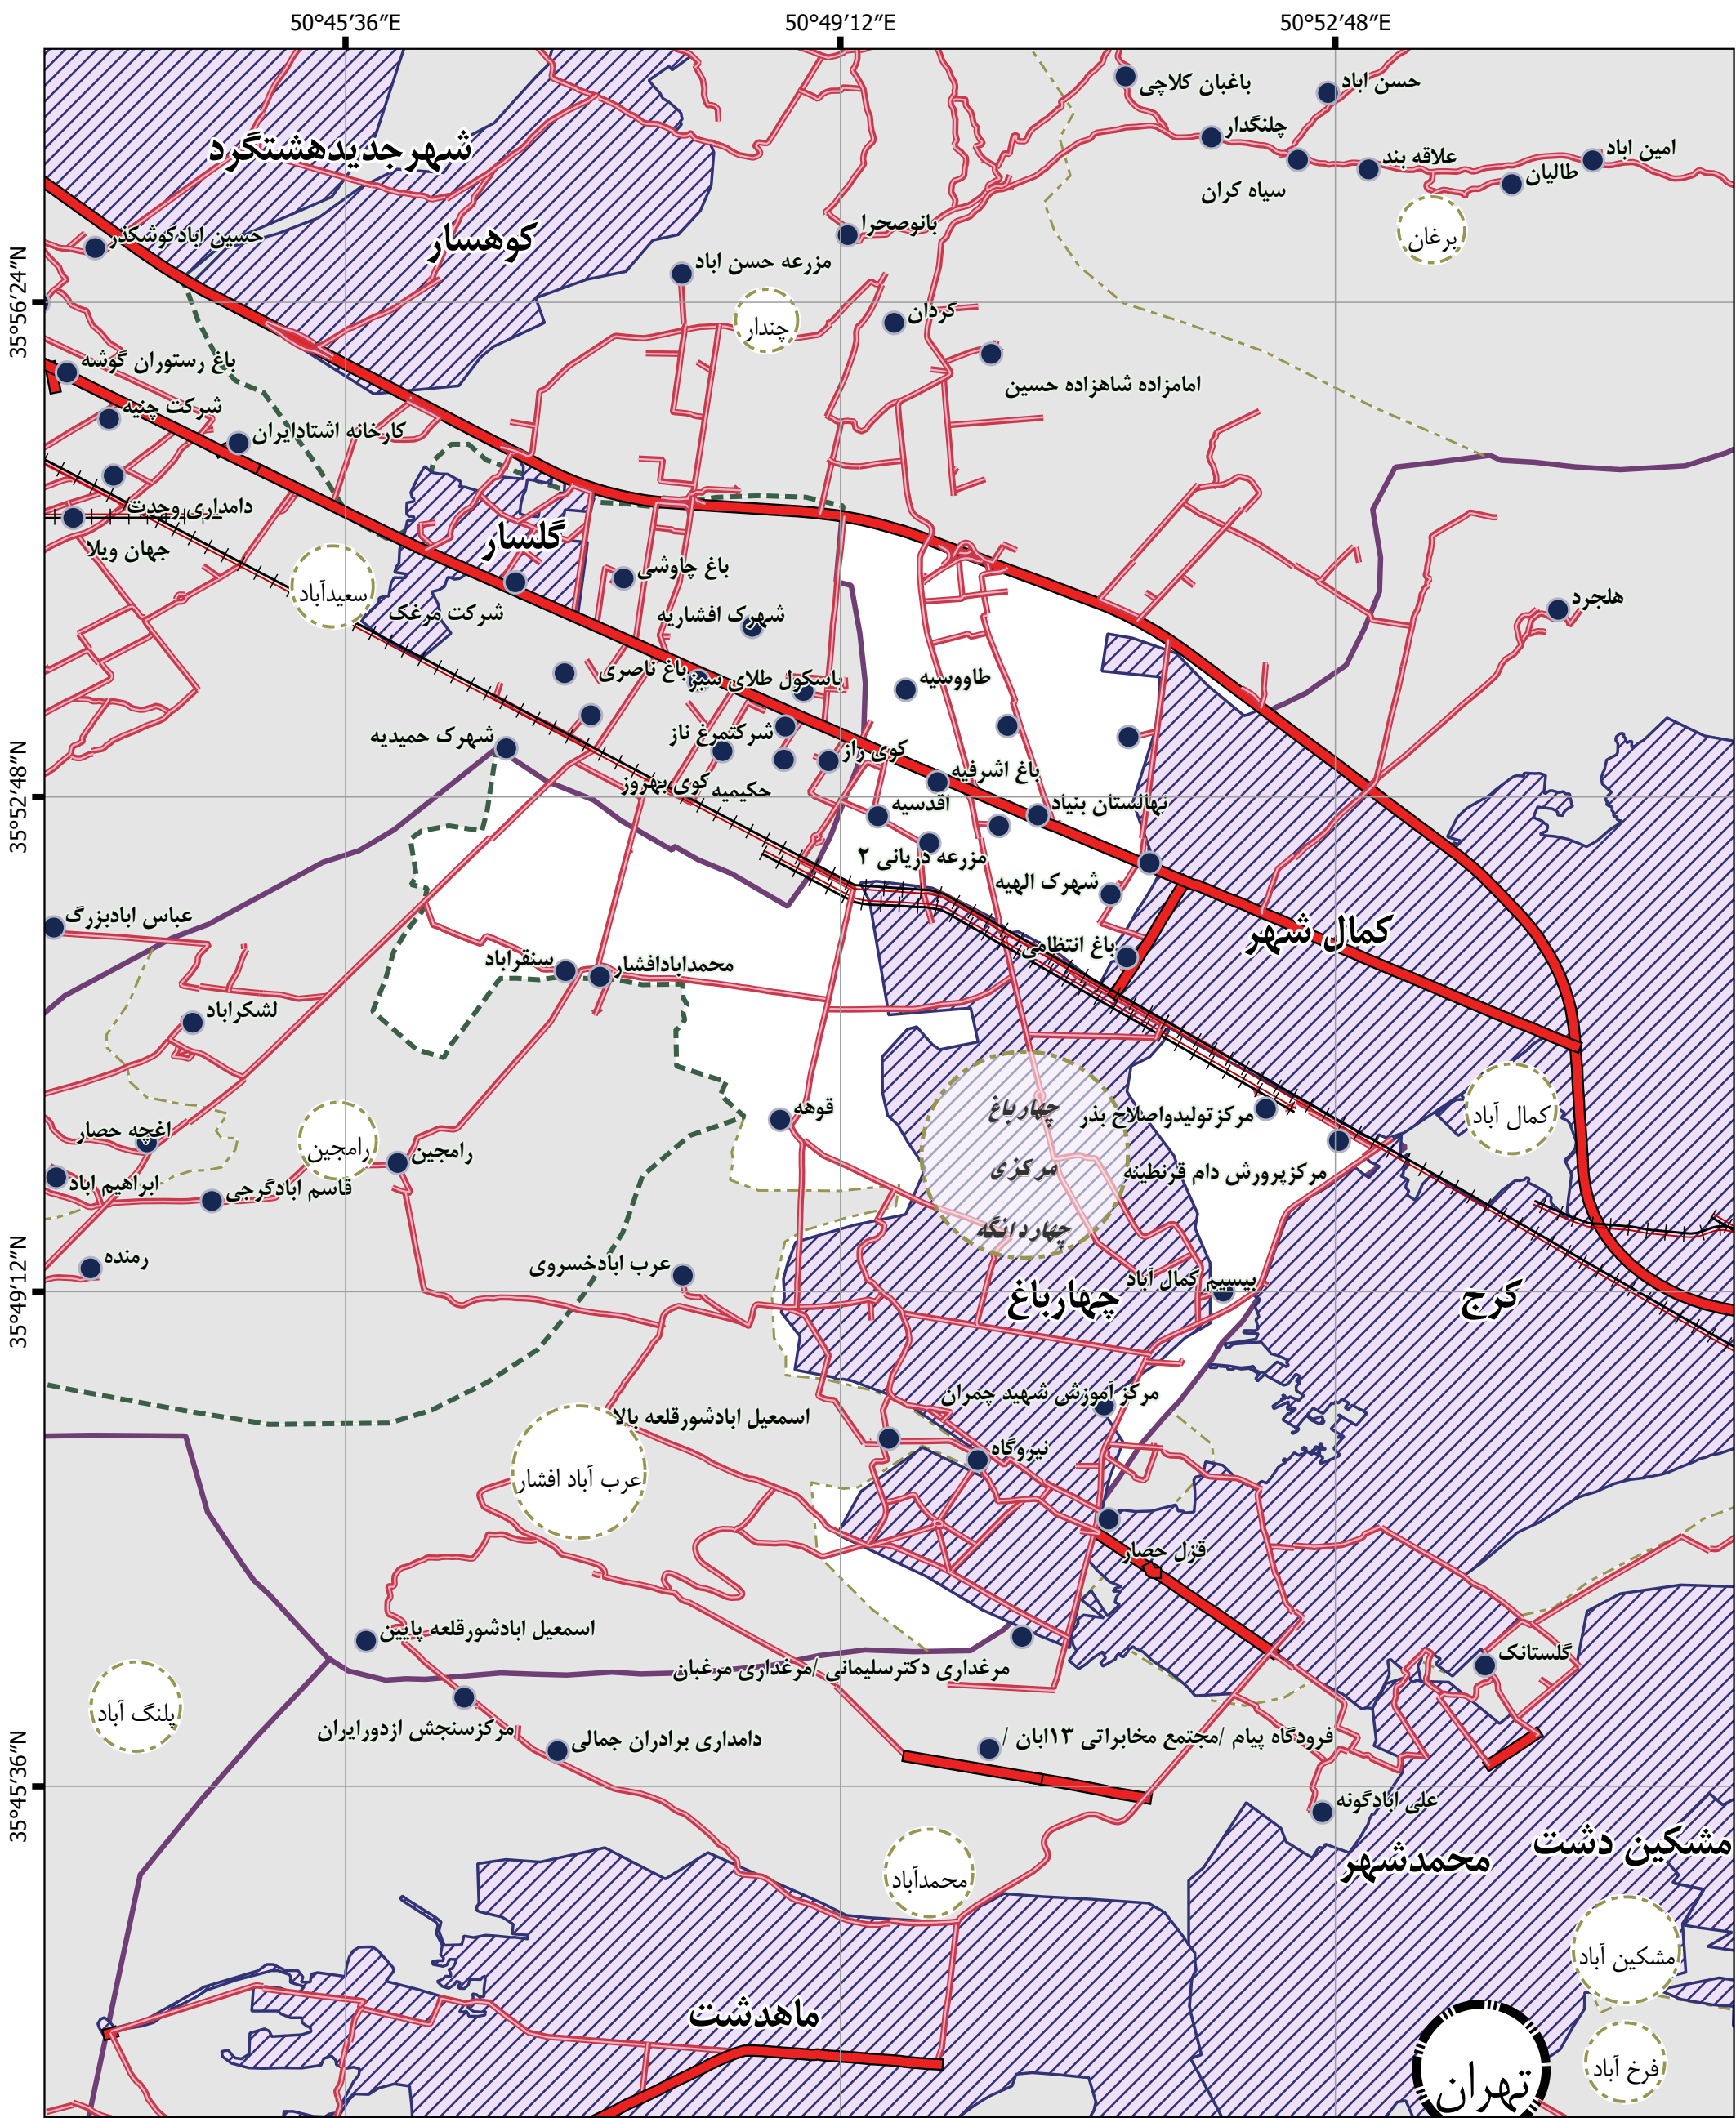 50°45′36″E
50°49′12″E
50°52′48″E
باغبان کلاچی
حسن اباد
چلنگدار
امین اباد
علاقه بند
طالیان
سیاه کران
شهرجدیدهشتگرد
کوهسار
حسین ابادکوشکذر
بانوصحرا
برغان
مزرعه حسن اباد
35°56′24″N
چندار
کردان
باغ رستوران گوشه
امامزاده شاهزاده حسین
شرکت چنیه
کارخانه اشتادایران
دامداری وحدت
جهان ویلا
گلسار
سعیدآباد
باغ چاوشی
شرکت مرغک
شهرک افشاریه
هلجرد
باغ ناصری
باسکول طلای سبز
طاووسیه
شهرک حمیدیه
شرکتمرغ ناز
کوی راز
باغ اشرفیه
کوی بهروز
حکیمیه
35°52′48″N
اقدسیه
نهالستان بنیاد
مزرعه دریانی ۲
شهرک الهیه
عباس ابادبزرگ
کمال شهر
باغ انتظامی
سنقراباد
محمدابادافشار
لشکراباد
قوهه
چهارباغ
مرکزی
چهاردانگه
مرکزتولیدواصلاح بذر
کمال آباد
اغچه حصار
رامجین
رامجین
مرکزپرورش دام قرنطینه
ابراهیم اباد
قاسم ابادگرجی
رمنده
عرب ابادخسروی
بیسیم کمال آباد
35°49′12″N
چهارباغ
کرج
مرکز آموزش شهید چمران
اسمعیل ابادشورقلعه بالا
نیروگاه
عرب آباد افشار
قزل حصار
اسمعیل ابادشورقلعه پایین
گلستانک
مرغداری دکترسلیمانی /مرغداری مرغبان
پلنگ آباد
مرکزسنجش ازدورایران
دامداری برادران جمالی
فرودگاه پیام /مجتمع مخابراتی ۱۳ابان /
35°45′36″N
علی ابادگونه
محمدشهر
مشکین دشت
محمدآباد
مشکین آباد
ماهدشت
تهران
فرخ آباد